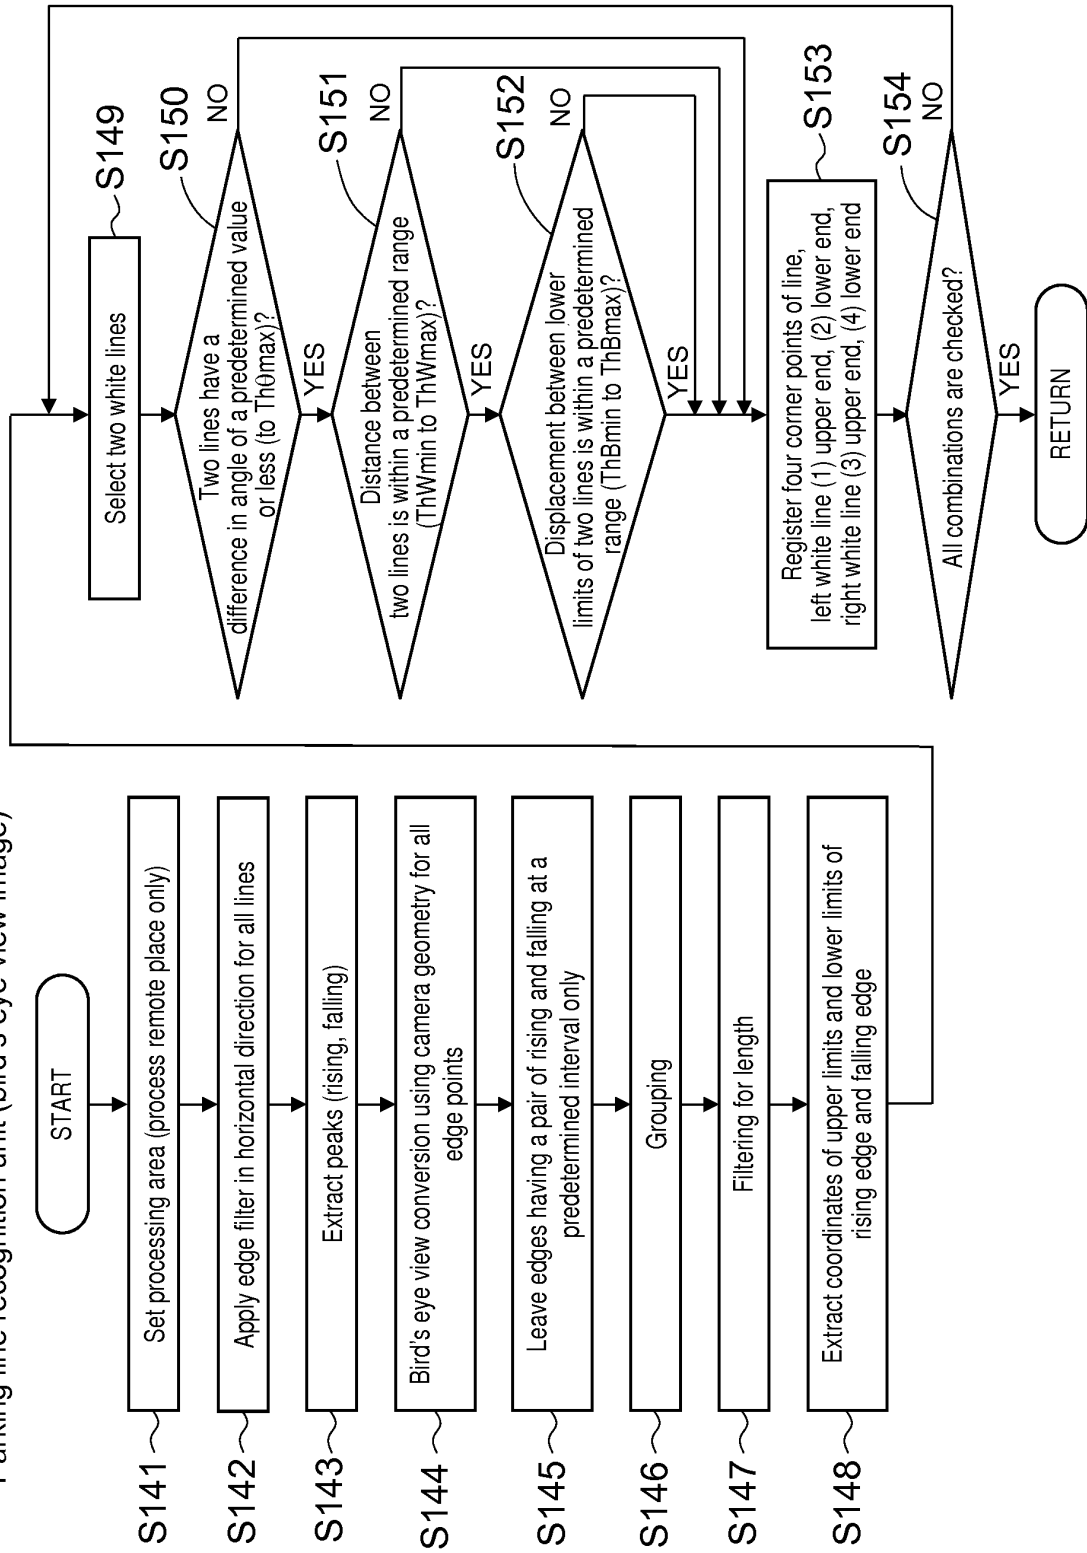 Parking line recognition unit (bird's eye view image)
START
S141
Set processing area (process remote place only)
S142
Apply edge filter in horizontal direction for all lines
S143
Extract peaks (rising, falling)
S144
Bird's eye view conversion using camera geometry for all
edge points
S145
Leave edges having a pair of rising and falling at a
predetermined interval only
S146
Grouping
S147
Filtering for length
S148
Extract coordinates of upper limits and lower limits of
rising edge and falling edge
S149
Select two white lines
S150
Two lines have a
difference in angle of a predetermined value
or less (to Thθmax)?
NO
YES
S151
Distance between
two lines is within a predetermined range
(ThWmin to ThWmax)?
NO
YES
S152
Displacement between lower
limits of two lines is within a predetermined
range (ThBmin to ThBmax)?
NO
YES
S153
Register four corner points of line,
left white line (1) upper end, (2) lower end,
right white line (3) upper end, (4) lower end
S154
All combinations are checked?
NO
YES
RETURN